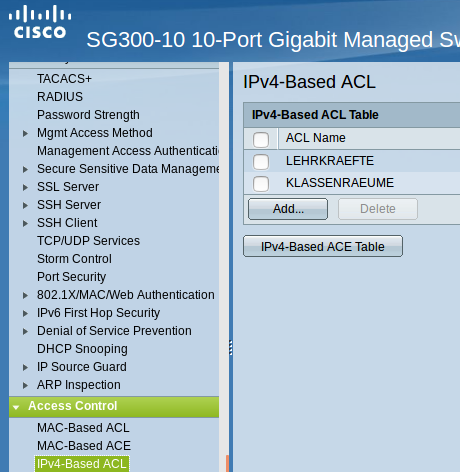 CISCO
SG300-10 10-Port Gigabit Managed
TACACS+
RADIUS
Password Strength
Mgmt Access Method
Management Access
Secure Sensitive Data
SSL Server
SSH Server
SSH Client
TCP/UDP Services
Storm Control
Port Security
802.1X/MAC/Web Authentication
IPv6 First Hop Security
Denial of Service Prevention
DHCP Snooping
IP Source Guard
ARP Inspection
Access Control
MAC-Based ACL
MAC-Based ACE
IPv4-Based ACL
IPv4-Based ACL
IPv4-Based ACL Table
ACL Name
LEHRKRAEFTE
KLASSENRAEUME
Add... Delete
IPv4-Based ACE Table